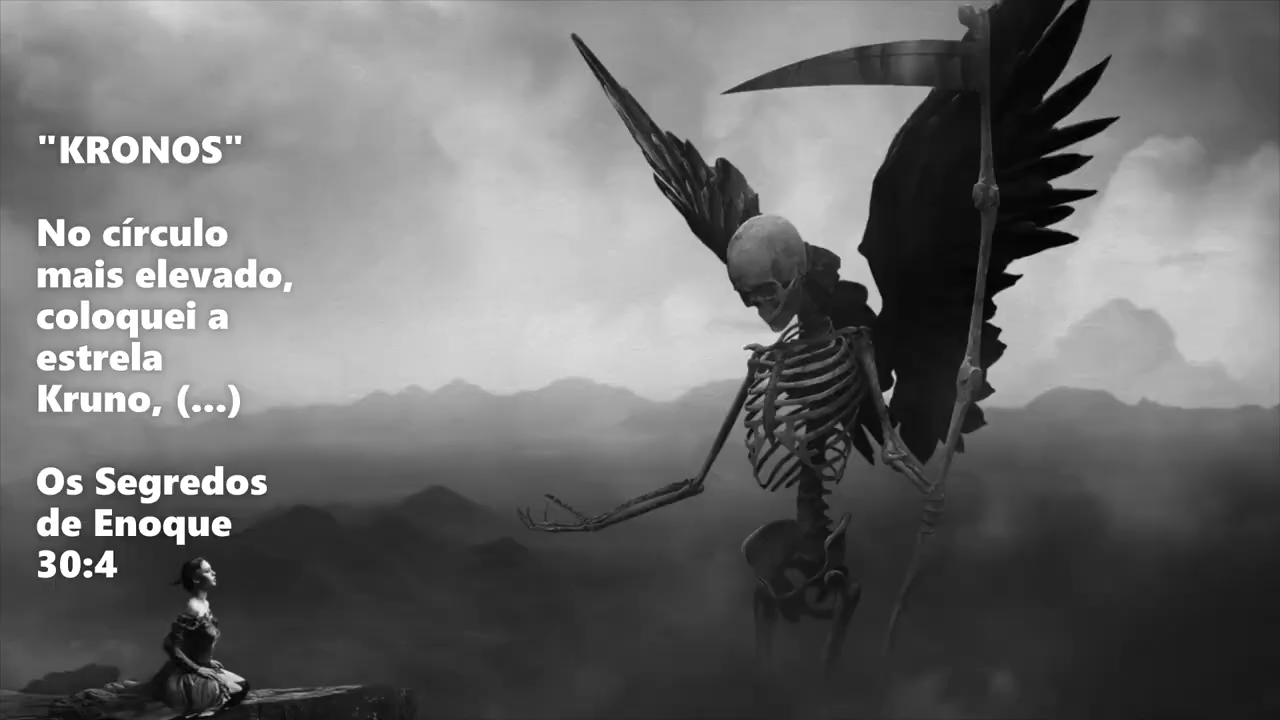 "KRONOS"
No círculo
mais elevado,
coloquei a
estrela
Kruno, (...)
Os Segredos
de Enoque
30:4